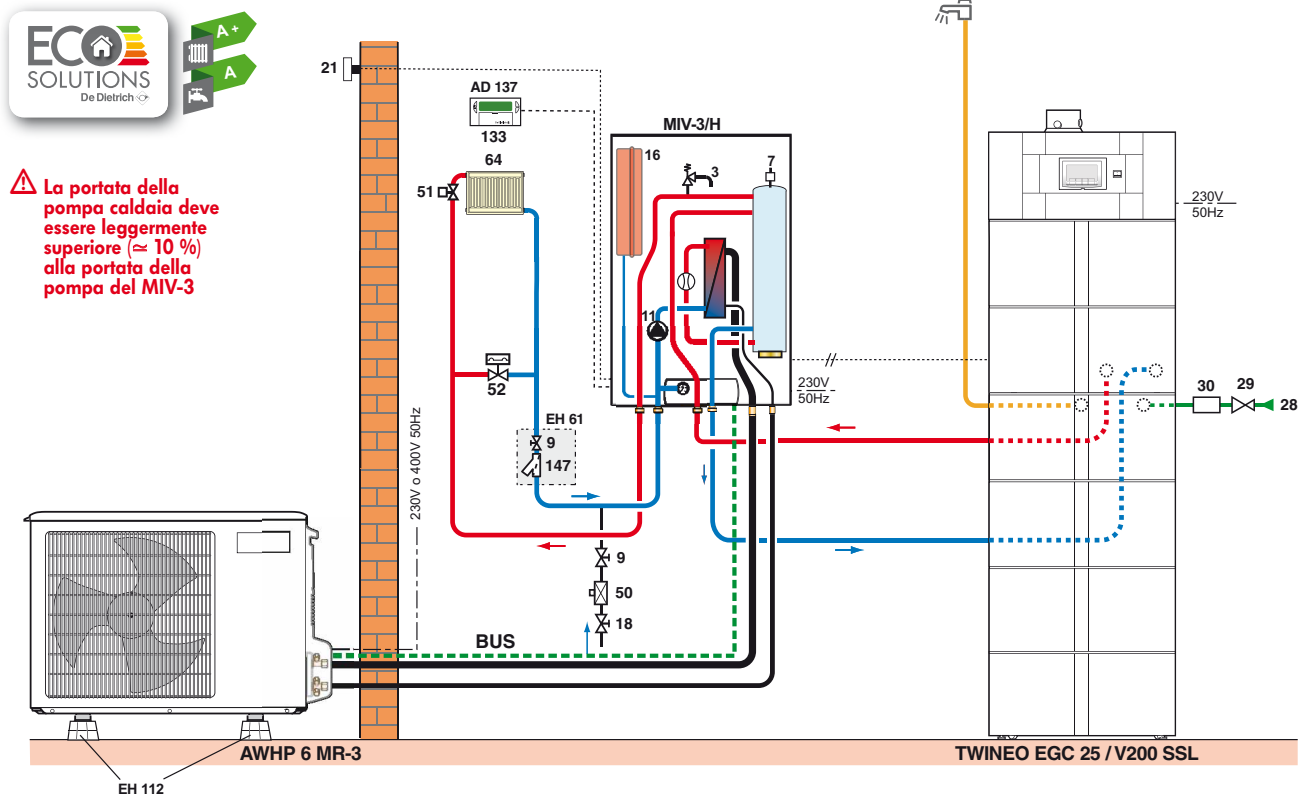 ECO
SOLUTIONS
De Dietrich
A+
A
La portata della
pompa caldaia deve
essere leggermente
superiore (≃ 10 %)
alla portata della
pompa del MIV-3
21
AD 137
133
64
51
52
EH 61
9
147
9
50
18
230V o 400V 50Hz
BUS
MIV-3/H
16
3
7
11
230V
50Hz
230V
50Hz
30
29
28
AWHP 6 MR-3
TWINEO EGC 25 / V200 SSL
EH 112